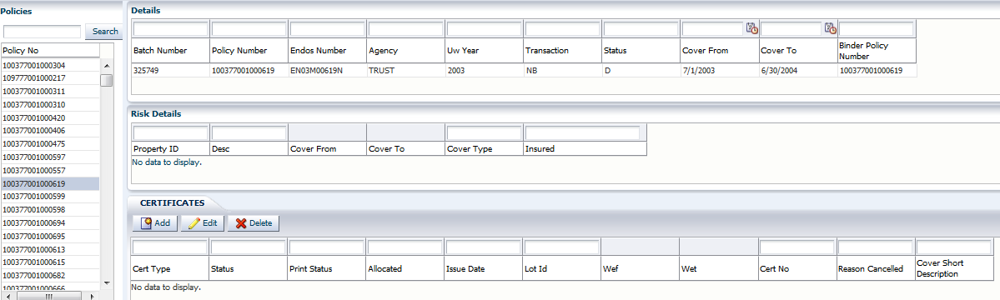 Policies
Search
Policy No
100377001000304
109777001000217
100377001000311
100377001000310
100377001000420
100377001000406
100377001000475
100377001000597
100377001000557
100377001000619
100377001000599
100377001000598
100377001000694
100377001000695
100377001000613
100377001000615
100377001000682
100377001000666
Details
Batch Number Policy Number Endos Number Agency Uw Year Transaction Status Cover From Cover To Binder Policy Number
325749 100377001000619 EN03M00619N TRUST 2003 NB D 7/1/2003 6/30/2004 100377001000619
Risk Details
Property ID Desc Cover From Cover To Cover Type Insured
No data to display.
CERTIFICATES
Add Edit Delete
Cert Type Status Print Status Allocated Issue Date Lot Id Wef Wet Cert No Reason Cancelled Cover Short Description
No data to display.